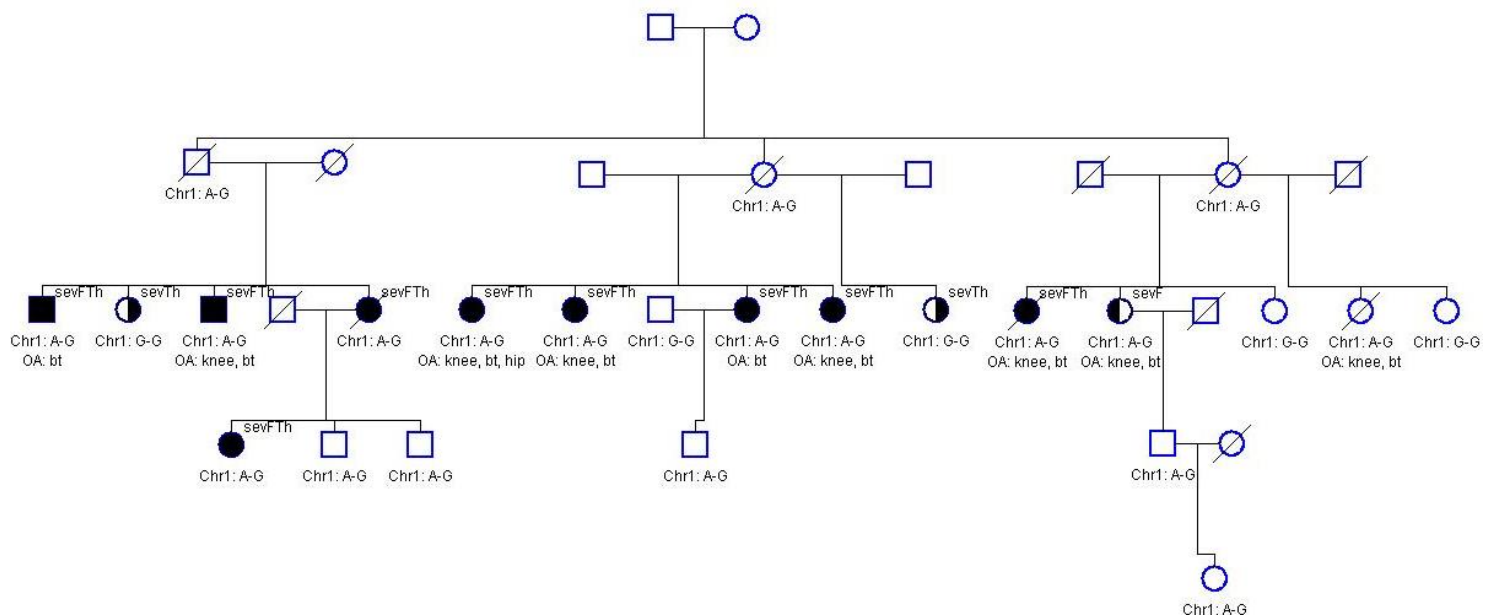 Chr1: A-G
Chr1: A-G
Chr1: A-G
sevFTh
sevTh
sevFTh
sevFTh
sevFTh
sevFTh
sevFTh
sevFTh
sevTh
sevFTh
sevF
Chr1: A-G
Chr1: G-G
Chr1: A-G
Chr1: A-G
Chr1: A-G
Chr1: A-G
Chr1: G-G
Chr1: A-G
Chr1: A-G
Chr1: G-G
Chr1: A-G
Chr1: A-G
Chr1: G-G
Chr1: A-G
Chr1: G-G
OA: bt
OA: knee, bt
OA: knee, bt, hip
OA: knee, bt
OA: bt
OA: knee, bt
OA: knee, bt
OA: knee, bt
OA: knee, bt
sevFTh
Chr1: A-G
Chr1: A-G
Chr1: A-G
Chr1: A-G
Chr1: A-G
Chr1: A-G